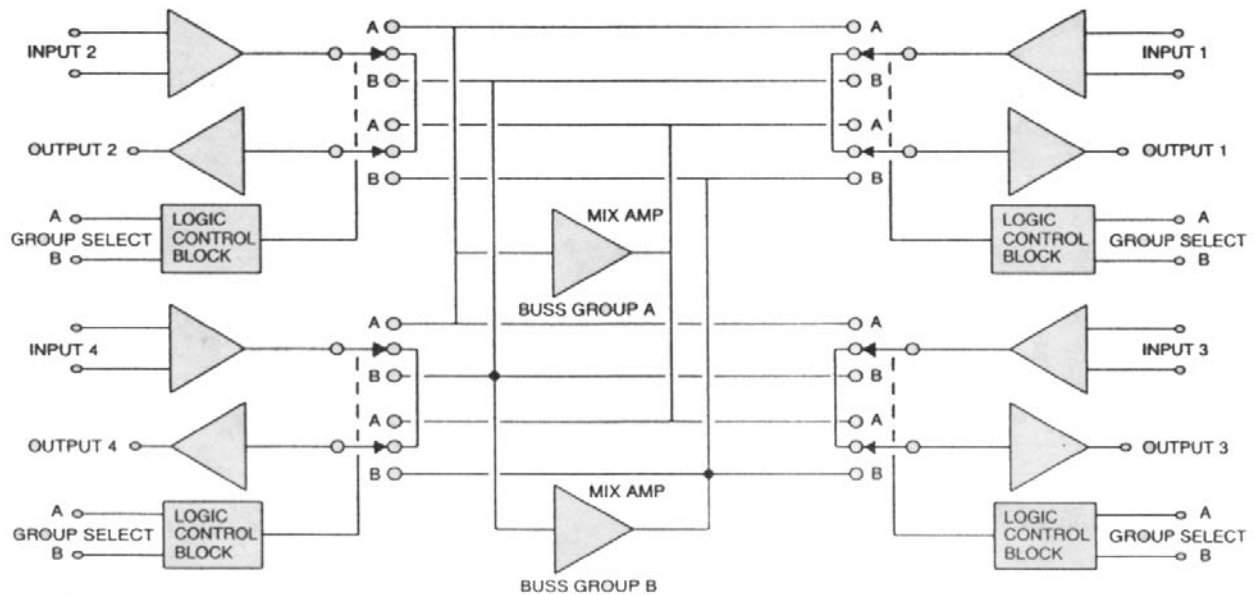 A A
INPUT 2 INPUT 1
B B
A A
OUTPUT 2 OUTPUT 1
B B
A LOGIC MIX AMP LOGIC A
GROUP SELECT CONTROL CONTROL GROUP SELECT
B BLOCK BLOCK B
BUSS GROUP A
A A
INPUT 4 INPUT 3
B B
A A
OUTPUT 4 OUTPUT 3
B B
MIX AMP
A LOGIC LOGIC A
GROUP SELECT CONTROL CONTROL GROUP SELECT
B BLOCK BLOCK B
BUSS GROUP B